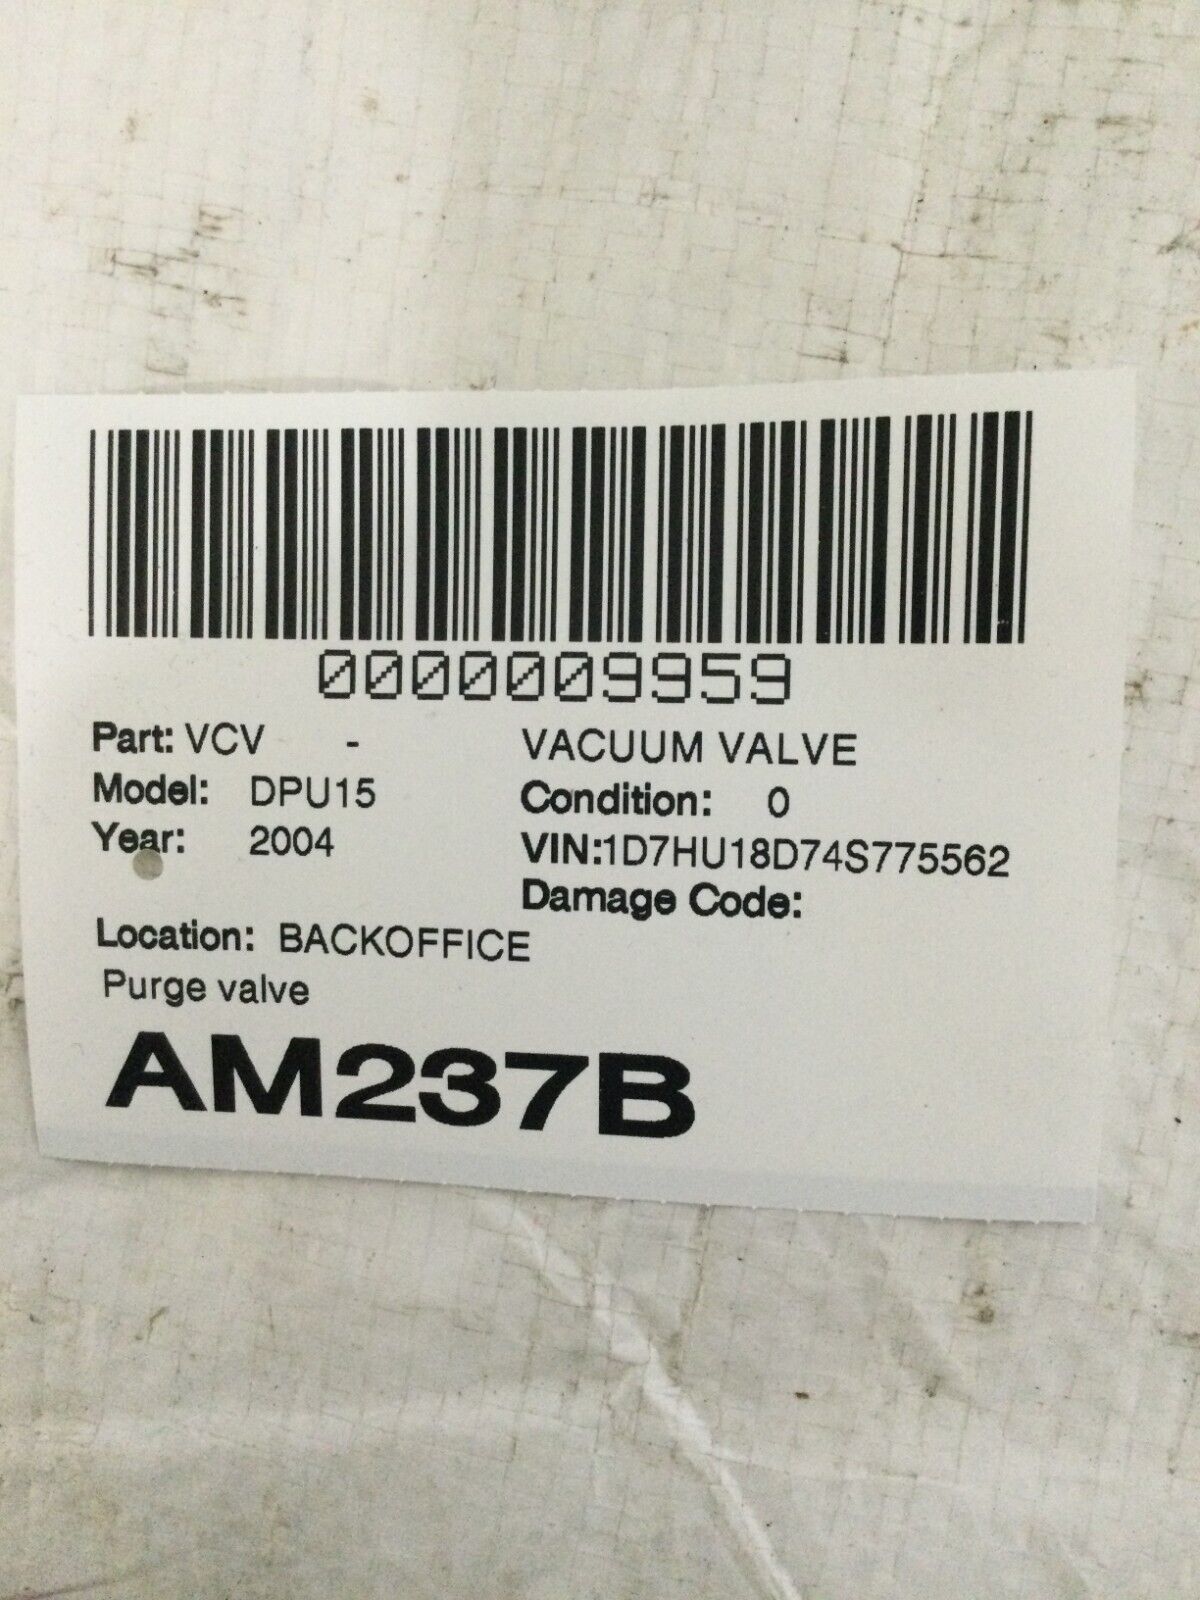 0000009959
Part: VCV - VACUUM VALVE
Model: DPU15 Condition: 0
Year: 2004 VIN:1D7HU18D74S775562
Damage Code:
Location: BACKOFFICE
Purge valve
AM237B